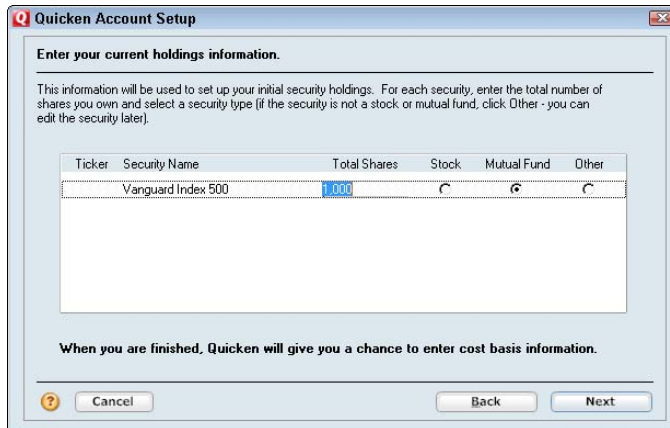 Quicken Account Setup
Enter your current holdings information.
This information will be used to set up your initial security holdings. For each security, enter the total number of
shares you own and select a security type (if the security is not a stock or mutual fund, click Other - you can
edit the security later).
Ticker Security Name Total Shares Stock Mutual Fund Other
Vanguard Index 500 1,000
When you are finished, Quicken will give you a chance to enter cost basis information.
? Cancel Back Next